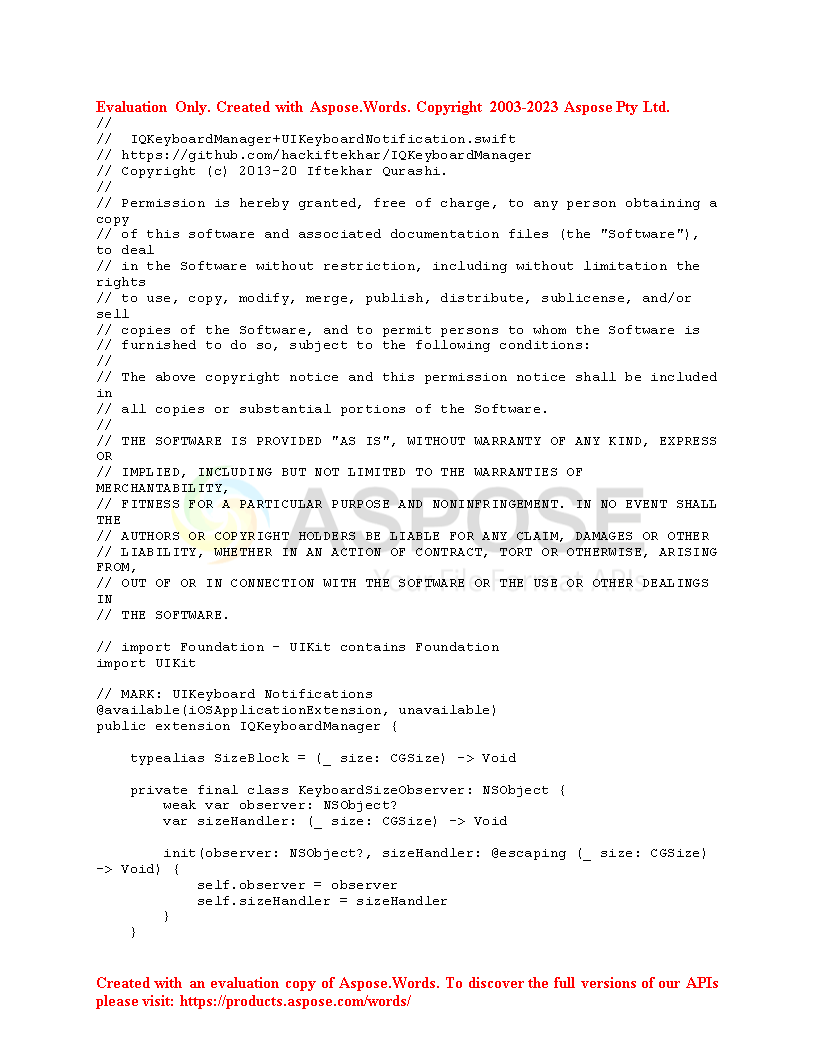 Evaluation Only. Created with Aspose.Words. Copyright 2003-2023 Aspose Pty Ltd.
//
//  IQKeyboardManager+UIKeyboardNotification.swift
// https://github.com/hackiftekhar/IQKeyboardManager
// Copyright (c) 2013-20 Iftekhar Qurashi.
//
// Permission is hereby granted, free of charge, to any person obtaining a
copy
// of this software and associated documentation files (the "Software"),
to deal
// in the Software without restriction, including without limitation the
rights
// to use, copy, modify, merge, publish, distribute, sublicense, and/or
sell
// copies of the Software, and to permit persons to whom the Software is
// furnished to do so, subject to the following conditions:
//
// The above copyright notice and this permission notice shall be included
in
// all copies or substantial portions of the Software.
//
// THE SOFTWARE IS PROVIDED "AS IS", WITHOUT WARRANTY OF ANY KIND, EXPRESS
OR
// IMPLIED, INCLUDING BUT NOT LIMITED TO THE WARRANTIES OF
MERCHANTABILITY,
// FITNESS FOR A PARTICULAR PURPOSE AND NONINFRINGEMENT. IN NO EVENT SHALL
THE
// AUTHORS OR COPYRIGHT HOLDERS BE LIABLE FOR ANY CLAIM, DAMAGES OR OTHER
// LIABILITY, WHETHER IN AN ACTION OF CONTRACT, TORT OR OTHERWISE, ARISING
FROM,
// OUT OF OR IN CONNECTION WITH THE SOFTWARE OR THE USE OR OTHER DEALINGS
IN
// THE SOFTWARE.
ASPOSE
Your File Format APIs

// import Foundation - UIKit contains Foundation
import UIKit

// MARK: UIKeyboard Notifications
@available(iOSApplicationExtension, unavailable)
public extension IQKeyboardManager {

    typealias SizeBlock = (_ size: CGSize) -> Void

    private final class KeyboardSizeObserver: NSObject {
        weak var observer: NSObject?
        var sizeHandler: (_ size: CGSize) -> Void

        init(observer: NSObject?, sizeHandler: @escaping (_ size: CGSize)
-> Void) {
            self.observer = observer
            self.sizeHandler = sizeHandler
        }
    }

Created with an evaluation copy of Aspose.Words. To discover the full versions of our APIs
please visit: https://products.aspose.com/words/